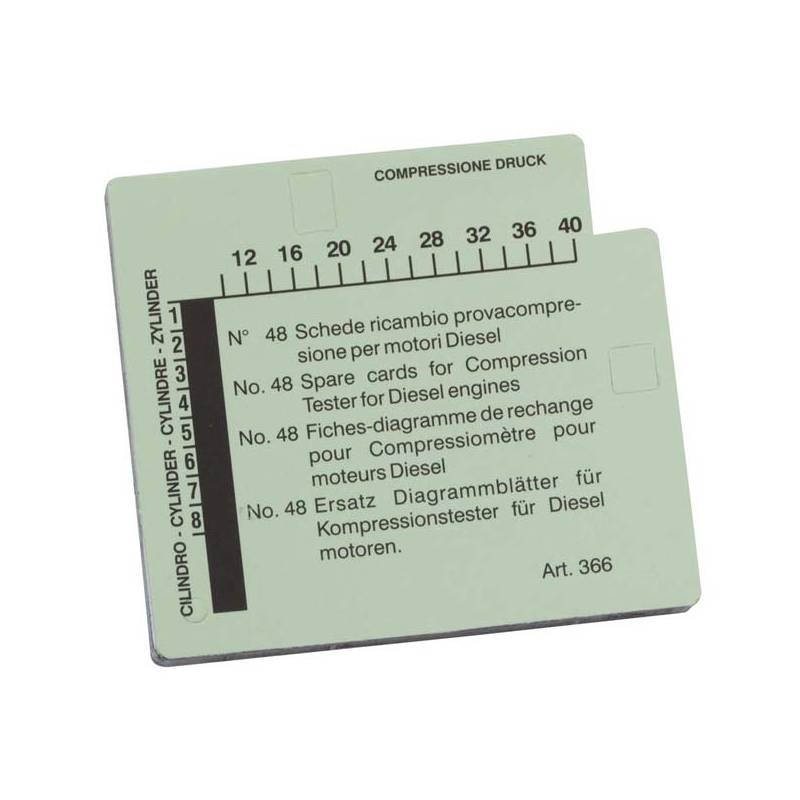 COMPRESSIONE DRUCK
12 16 20 24 28 32 36 40
CILINDRO - CYLINDER - CYLINDRE - ZYLINDER
1
2
3
4
5
6
7
8
N° 48 Schede ricambio provacompre-
sione per motori Diesel
No. 48 Spare cards for Compression
Tester for Diesel engines
No. 48 Fiches-diagramme de rechange
pour Compressiomètre pour
moteurs Diesel
No. 48 Ersatz Diagrammblätter für
Kompressionstester für Diesel
motoren.
Art. 366